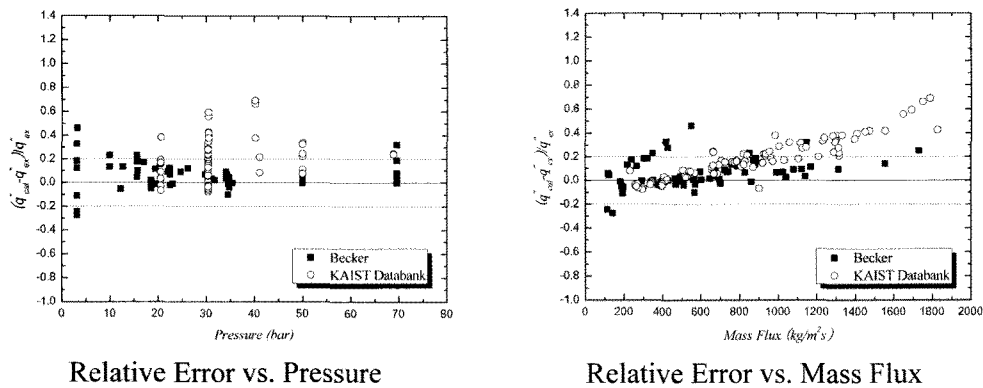 1.4
1.2
1.0
0.8
0.6
0.4
0.2
0.0
-0.2
-0.4
-0.6
-0.8
-1.0
(q"cal-q"ex)/q"ex
0 10 20 30 40 50 60 70 80 90
Pressure (bar)
Becker
KAIST Databank
Relative Error vs. Pressure
1.4
1.2
1.0
0.8
0.6
0.4
0.2
0.0
-0.2
-0.4
-0.6
-0.8
-1.0
(q"cal-q"ex)/q"ex
0 200 400 600 800 1000 1200 1400 1600 1800 2000
Mass Flux (kg/m²s)
Becker
KAIST Databank
Relative Error vs. Mass Flux